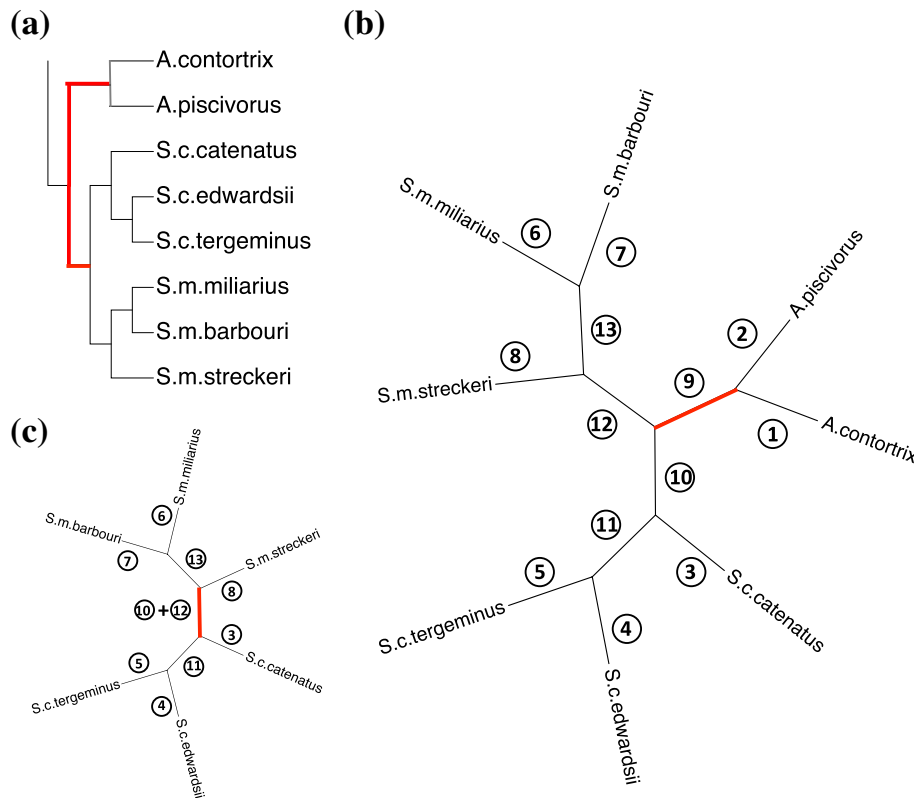 (a)
A.contortrix
A.piscivorus
S.c.catenatus
S.c.edwardsii
S.c.tergeminus
S.m.miliarius
S.m.barbouri
S.m.streckeri
(b)
S.m.barbouri
S.m.miliarius
6
7
A.piscivorus
13
2
8
S.m.streckeri
9
12
1
A.contortrix
10
11
5
3
S.c.tergeminus
S.c.catenatus
4
S.c.edwardsii
(c)
S.m.miliarius
6
S.m.barbouri
7
13
S.m.streckeri
8
10 + 12
3
5
11
S.c.catenatus
S.c.tergeminus
4
S.c.edwardsii